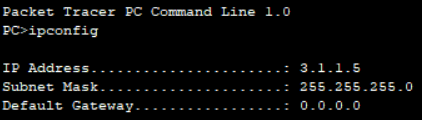 Packet Tracer PC Command Line 1.0
PC>ipconfig
IP Address......................: 3.1.1.5
Subnet Mask.....................: 255.255.255.0
Default Gateway.................: 0.0.0.0